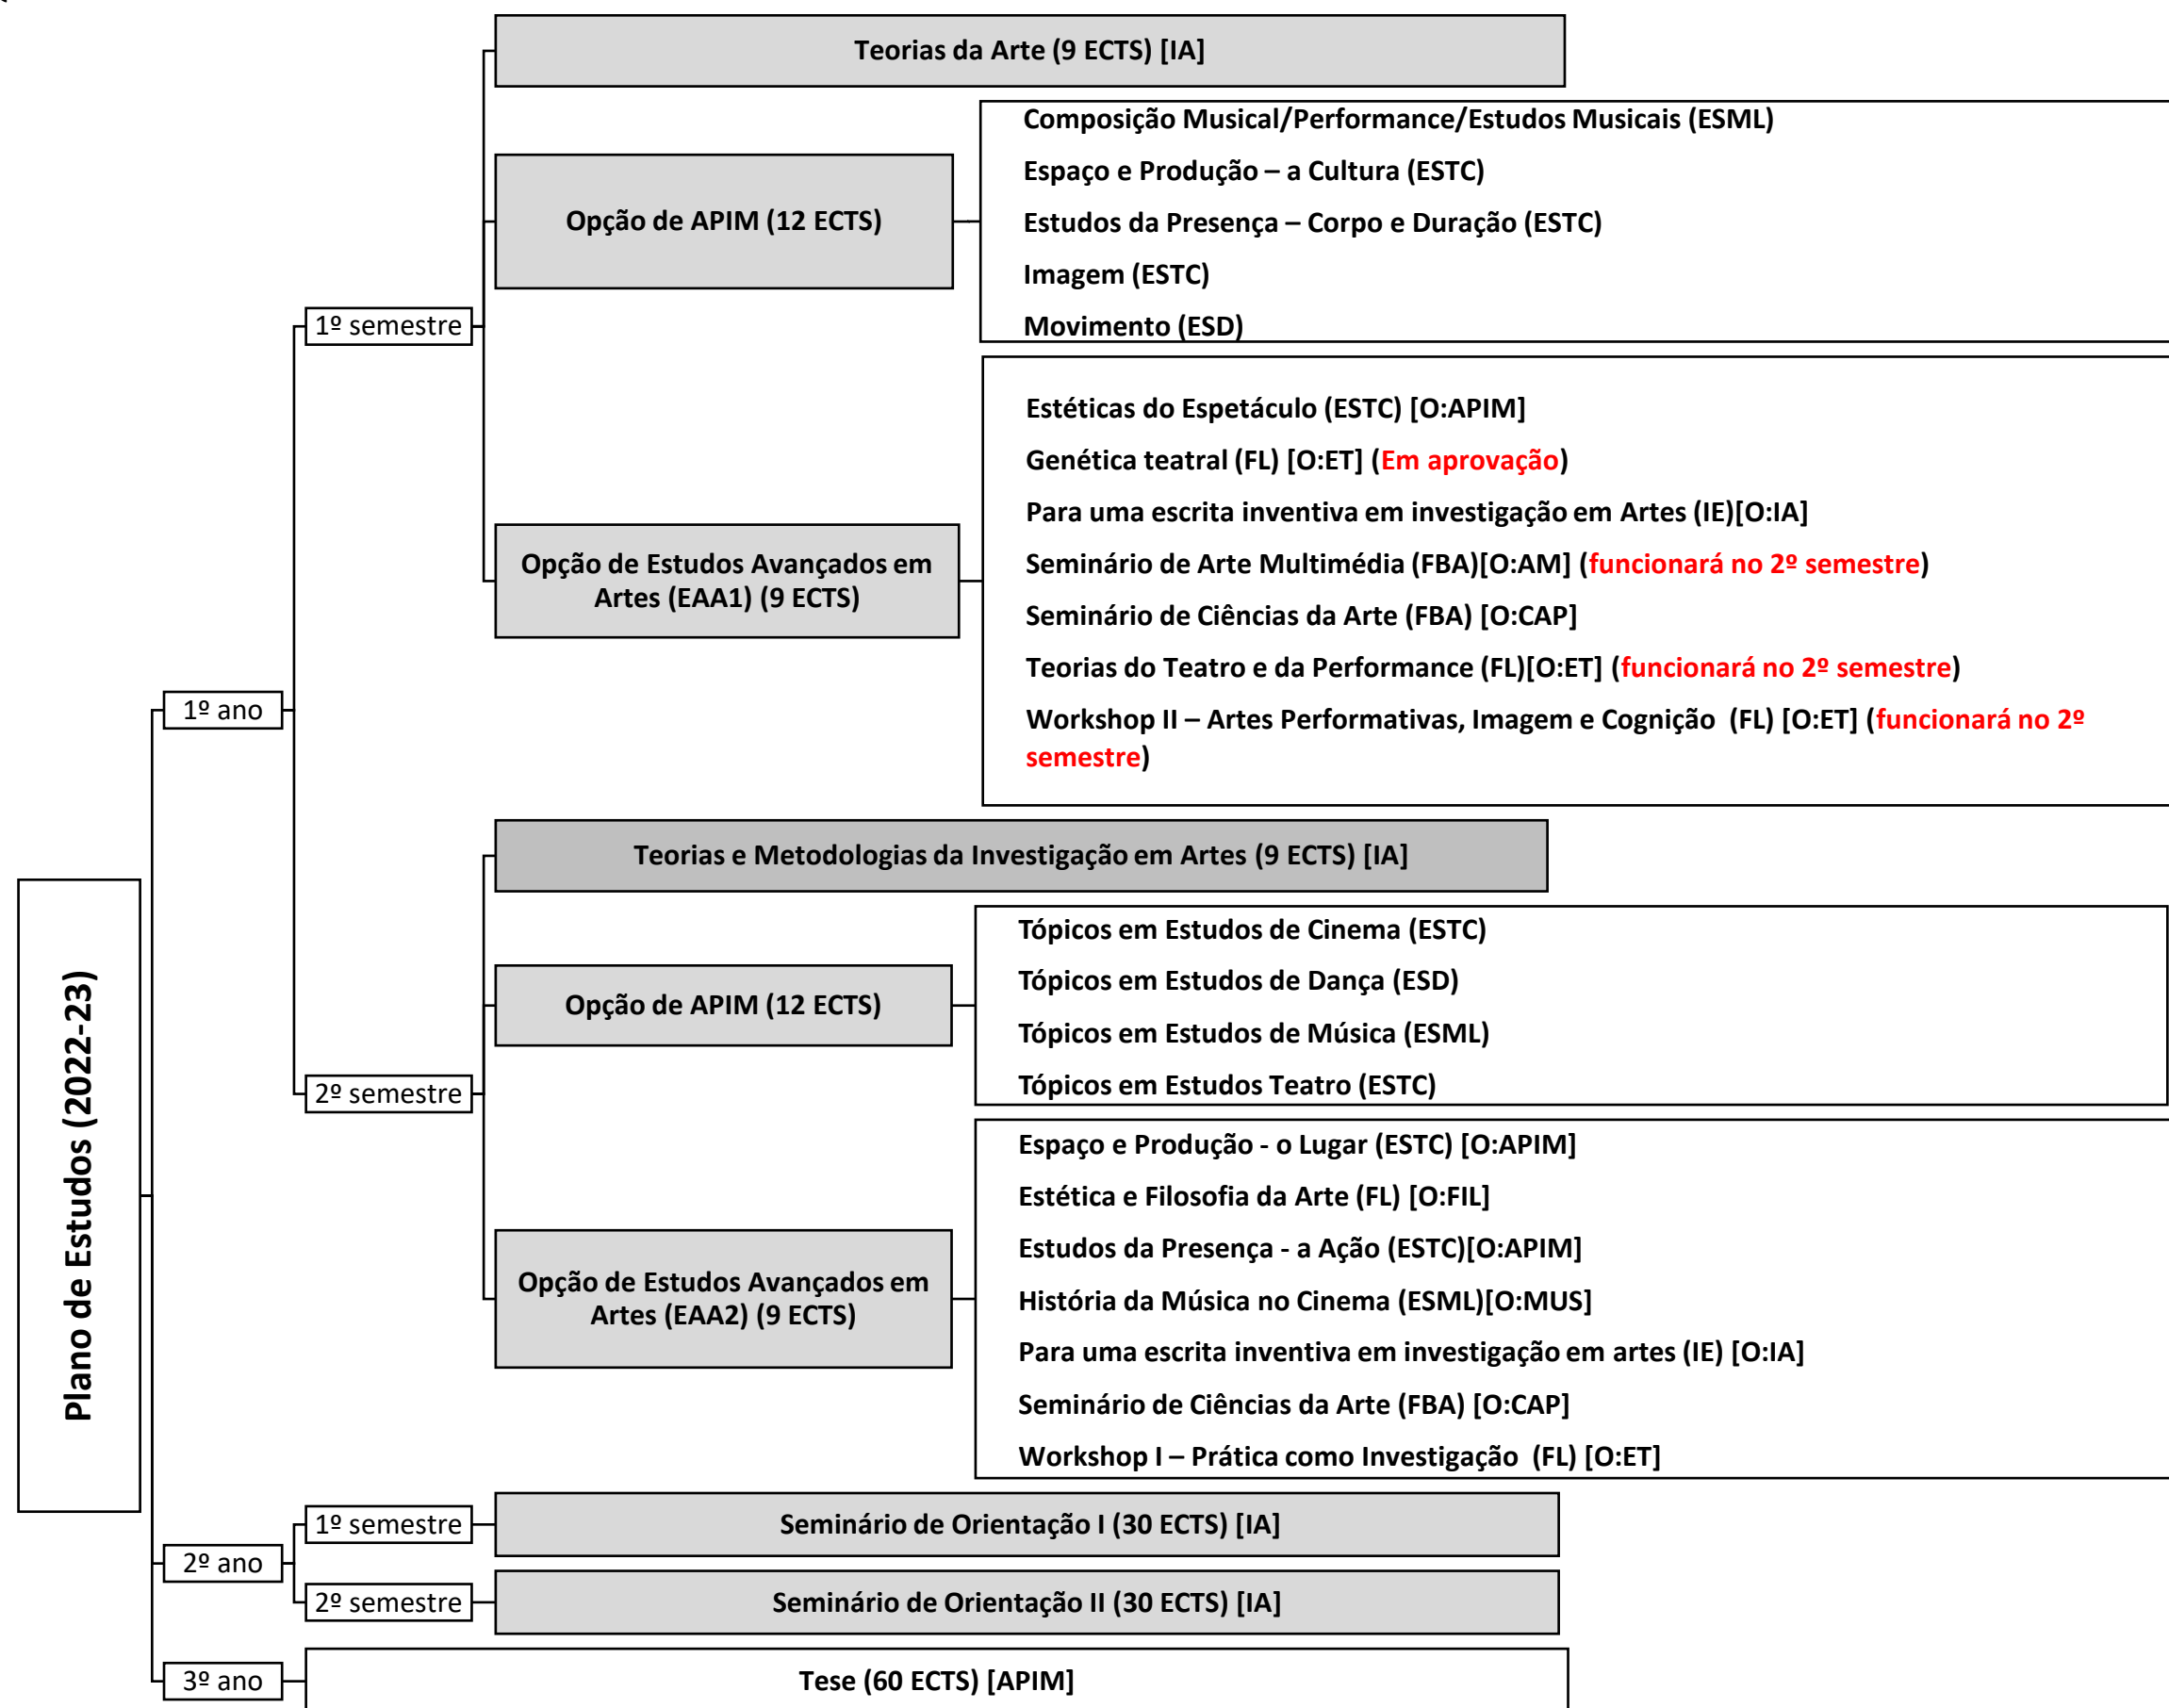 Plano de Estudos (2022-23)
1º ano
1º semestre
Teorias da Arte (9 ECTS) [IA]
Opção de APIM (12 ECTS)
Composição Musical/Performance/Estudos Musicais (ESML)
Espaço e Produção – a Cultura (ESTC)
Estudos da Presença – Corpo e Duração (ESTC)
Imagem (ESTC)
Movimento (ESD)
Opção de Estudos Avançados em
Artes (EAA1) (9 ECTS)
Estéticas do Espetáculo (ESTC) [O:APIM]
Genética teatral (FL) [O:ET] (Em aprovação)
Para uma escrita inventiva em investigação em Artes (IE)[O:IA]
Seminário de Arte Multimédia (FBA)[O:AM] (funcionará no 2º semestre)
Seminário de Ciências da Arte (FBA) [O:CAP]
Teorias do Teatro e da Performance (FL)[O:ET] (funcionará no 2º semestre)
Workshop II – Artes Performativas, Imagem e Cognição (FL) [O:ET] (funcionará no 2º
semestre)
2º semestre
Teorias e Metodologias da Investigação em Artes (9 ECTS) [IA]
Opção de APIM (12 ECTS)
Tópicos em Estudos de Cinema (ESTC)
Tópicos em Estudos de Dança (ESD)
Tópicos em Estudos de Música (ESML)
Tópicos em Estudos Teatro (ESTC)
Opção de Estudos Avançados em
Artes (EAA2) (9 ECTS)
Espaço e Produção - o Lugar (ESTC) [O:APIM]
Estética e Filosofia da Arte (FL) [O:FIL]
Estudos da Presença - a Ação (ESTC)[O:APIM]
História da Música no Cinema (ESML)[O:MUS]
Para uma escrita inventiva em investigação em artes (IE) [O:IA]
Seminário de Ciências da Arte (FBA) [O:CAP]
Workshop I – Prática como Investigação (FL) [O:ET]
2º ano
1º semestre
Seminário de Orientação I (30 ECTS) [IA]
2º semestre
Seminário de Orientação II (30 ECTS) [IA]
3º ano
Tese (60 ECTS) [APIM]